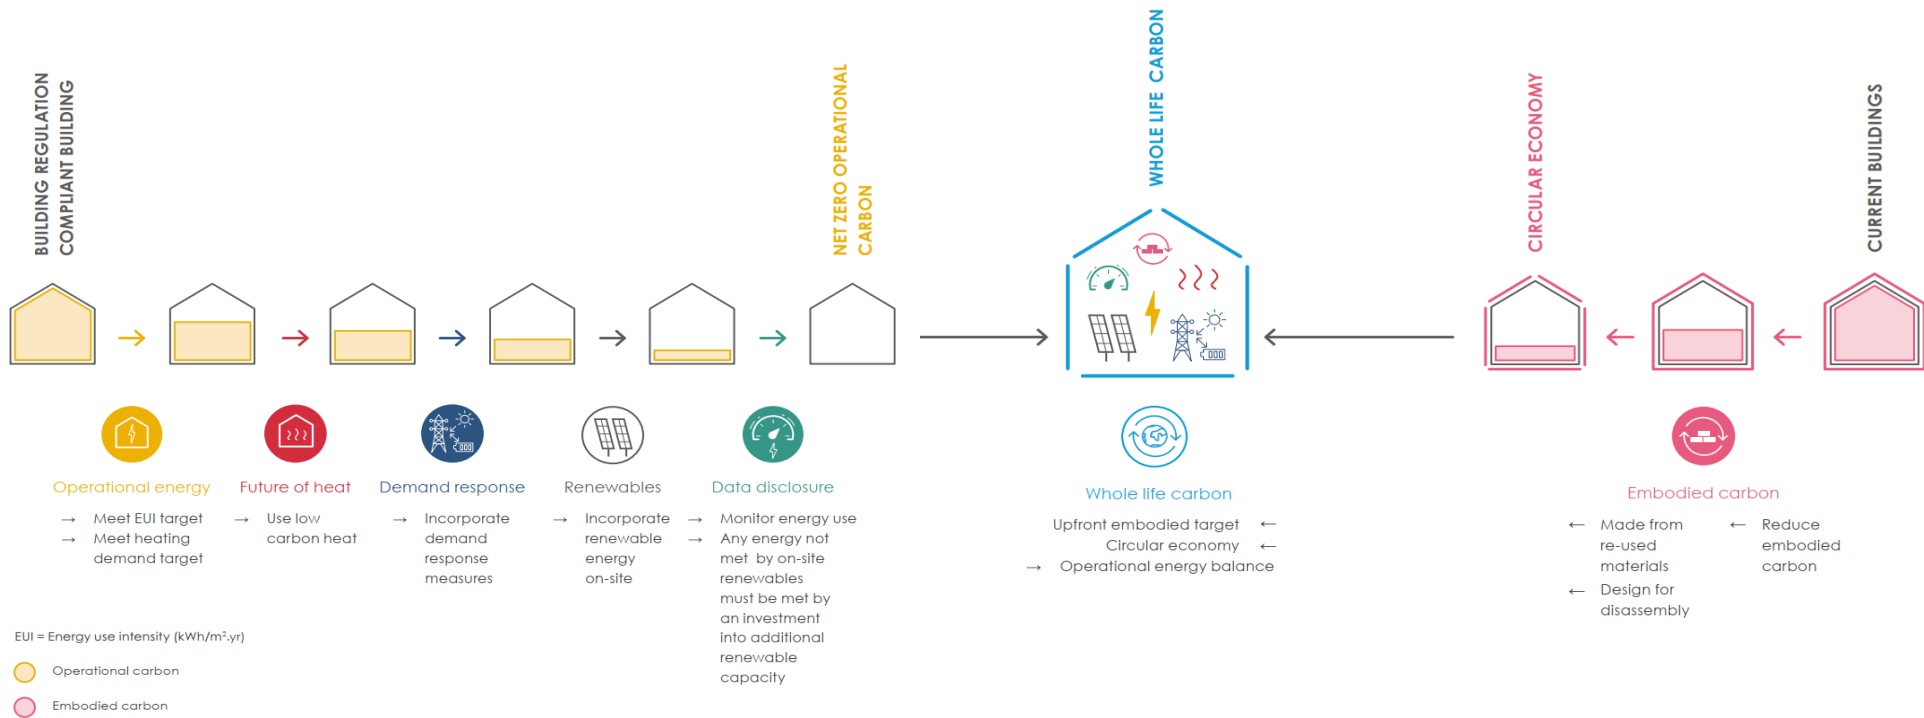 BUILDING REGULATION
COMPLIANT BUILDING
NET ZERO OPERATIONAL
CARBON
WHOLE LIFE CARBON
CIRCULAR ECONOMY
CURRENT BUILDINGS
Operational energy
→ Meet EUI target
→ Meet heating
demand target
Future of heat
→ Use low
carbon heat
Demand response
→ Incorporate
demand
response
measures
Renewables
→ Incorporate
renewable
energy
on-site
Data disclosure
→ Monitor energy use
→ Any energy not
met by on-site
renewables
must be met by
an investment
into additional
renewable
capacity
Whole life carbon
Upfront embodied target ←
Circular economy ←
→ Operational energy balance
Embodied carbon
← Made from
re-used
materials
← Design for
disassembly
← Reduce
embodied
carbon
EUI = Energy use intensity (kWh/m².yr)
Operational carbon
Embodied carbon